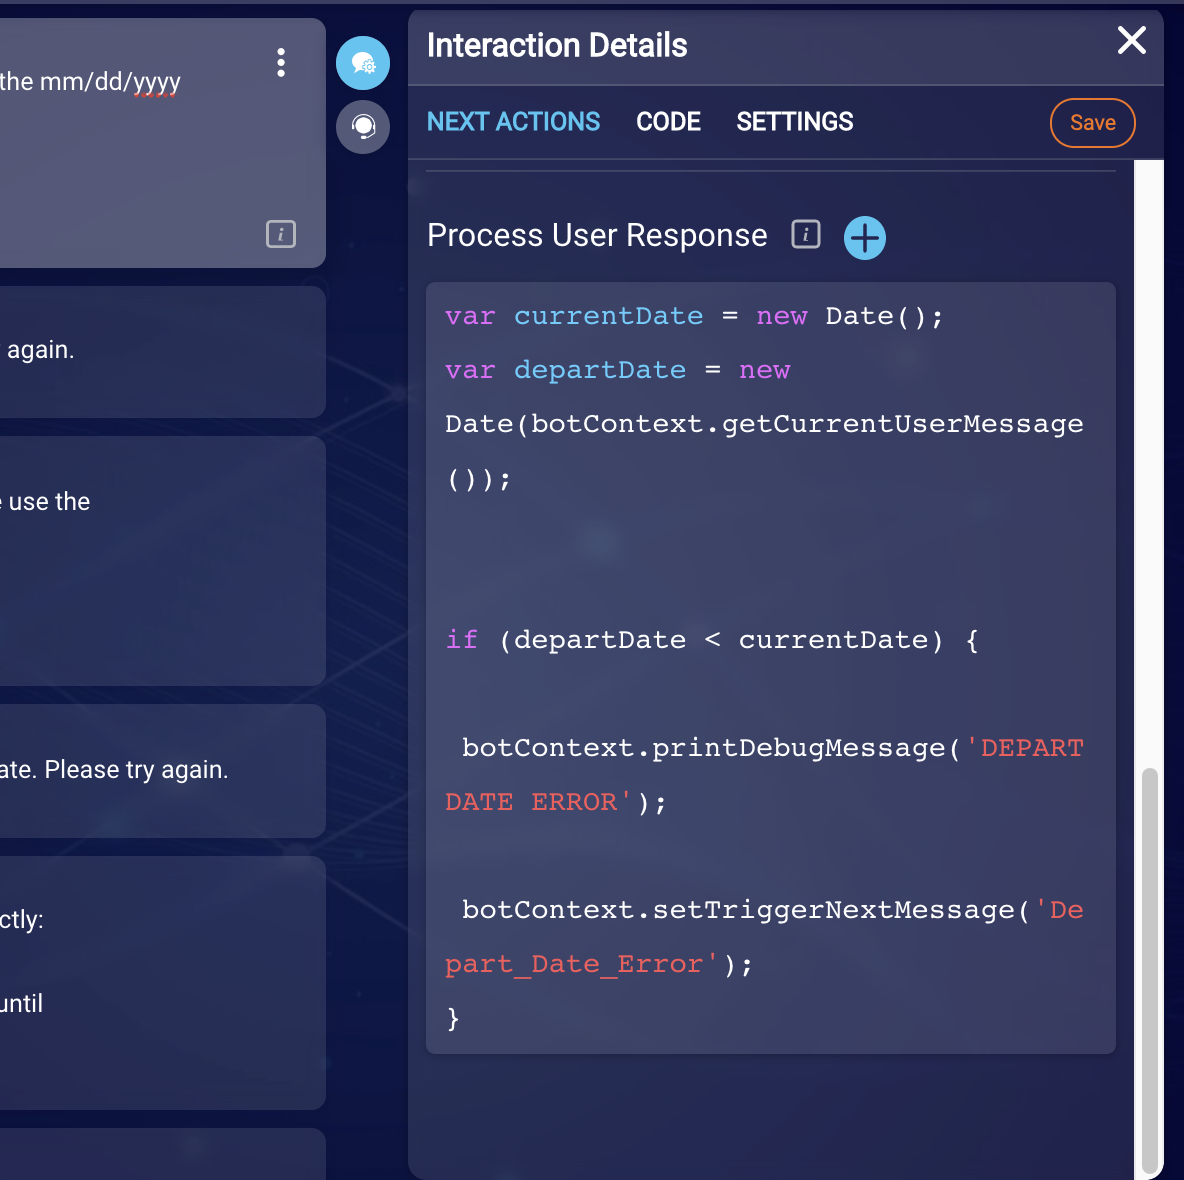 Interaction Details
the mm/dd/yyyy
NEXT ACTIONS CODE SETTINGS Save
Process User Response i
i
var currentDate = new Date();
again.
var departDate = new
Date(botContext.getCurrentUserMessage
());
use the
if (departDate < currentDate) {
botContext.printDebugMessage('DEPART
ate. Please try again.
DATE ERROR');
botContext.setTriggerNextMessage('De
ctly:
part_Date_Error');
until
}